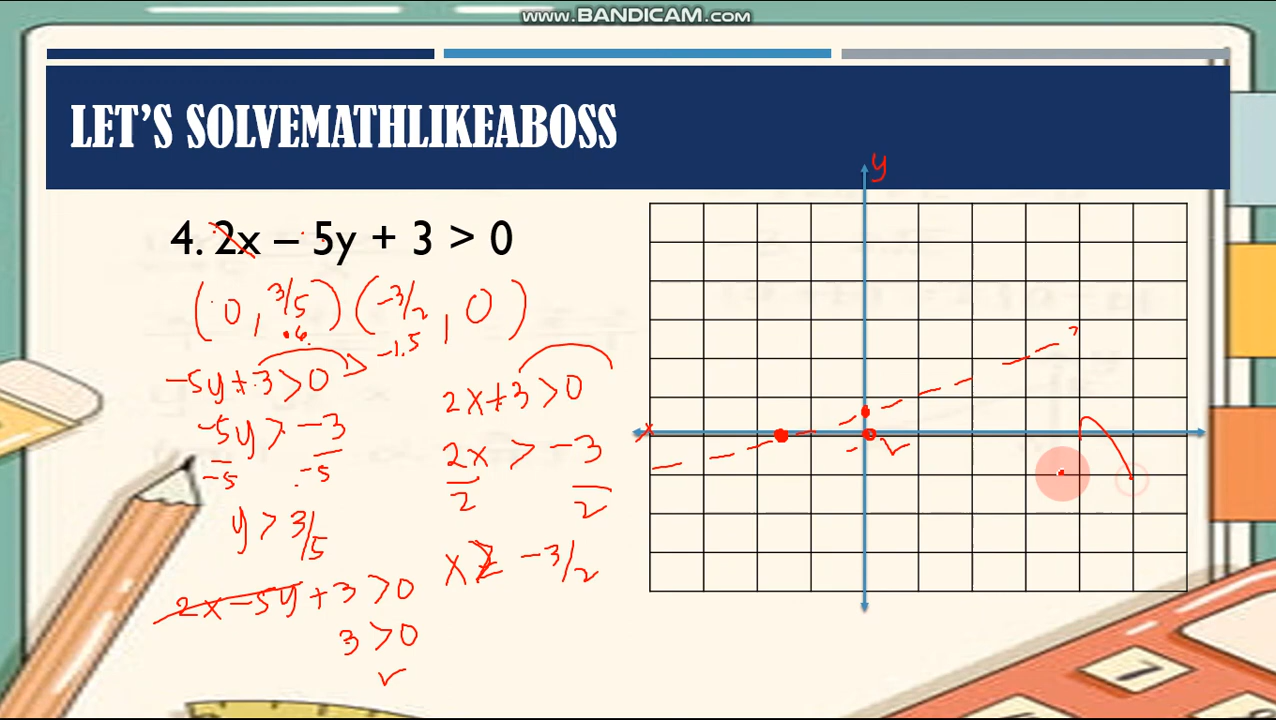 WWW.BANDICAM.COM
LET'S SOLVEMATHLIKEABOSS
4. 2x – 5y + 3 > 0
(0, 3/5) (-3/2, 0)
.6 -1.5
-5y + 3 > 0
-5y > -3
-5 -5
y > 3/5
2x - 5y + 3 > 0
3 > 0
2x + 3 > 0
2x > -3
2 2
x > -3/2
y
x
7